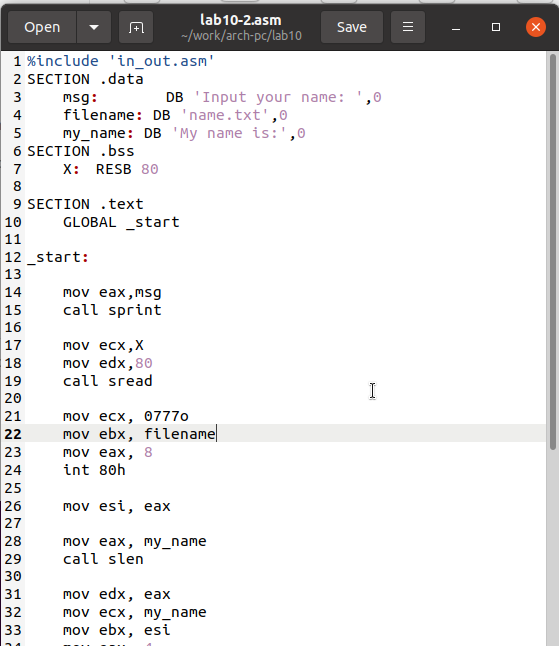 Open
lab10-2.asm
~/work/arch-pc/lab10
Save
1 %include 'in_out.asm'
2 SECTION .data
3     msg:        DB 'Input your name: ',0
4     filename: DB 'name.txt',0
5     my_name: DB 'My name is:',0
6 SECTION .bss
7     X:  RESB 80
8
9 SECTION .text
10     GLOBAL _start
11
12 _start:
13
14     mov eax,msg
15     call sprint
16
17     mov ecx,X
18     mov edx,80
19     call sread
20
21     mov ecx, 0777o
22     mov ebx, filename
23     mov eax, 8
24     int 80h
25
26     mov esi, eax
27
28     mov eax, my_name
29     call slen
30
31     mov edx, eax
32     mov ecx, my_name
33     mov ebx, esi